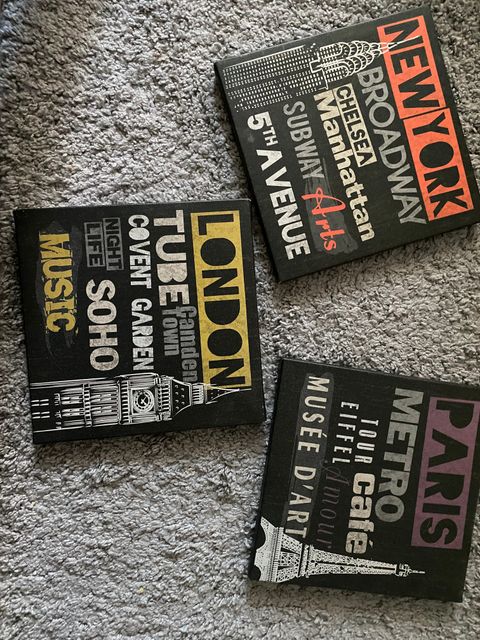 NEW YORK
BROADWAY
CHELSEA
Manhattan
SUBWAY Arts
5TH AVENUE
LONDON
TUBE Camden Town
COVENT GARDEN
NIGHT LIFE SOHO
MUSIC
PARIS
METRO
TOUR EIFFEL Café
Amour
MUSÉE D'ART